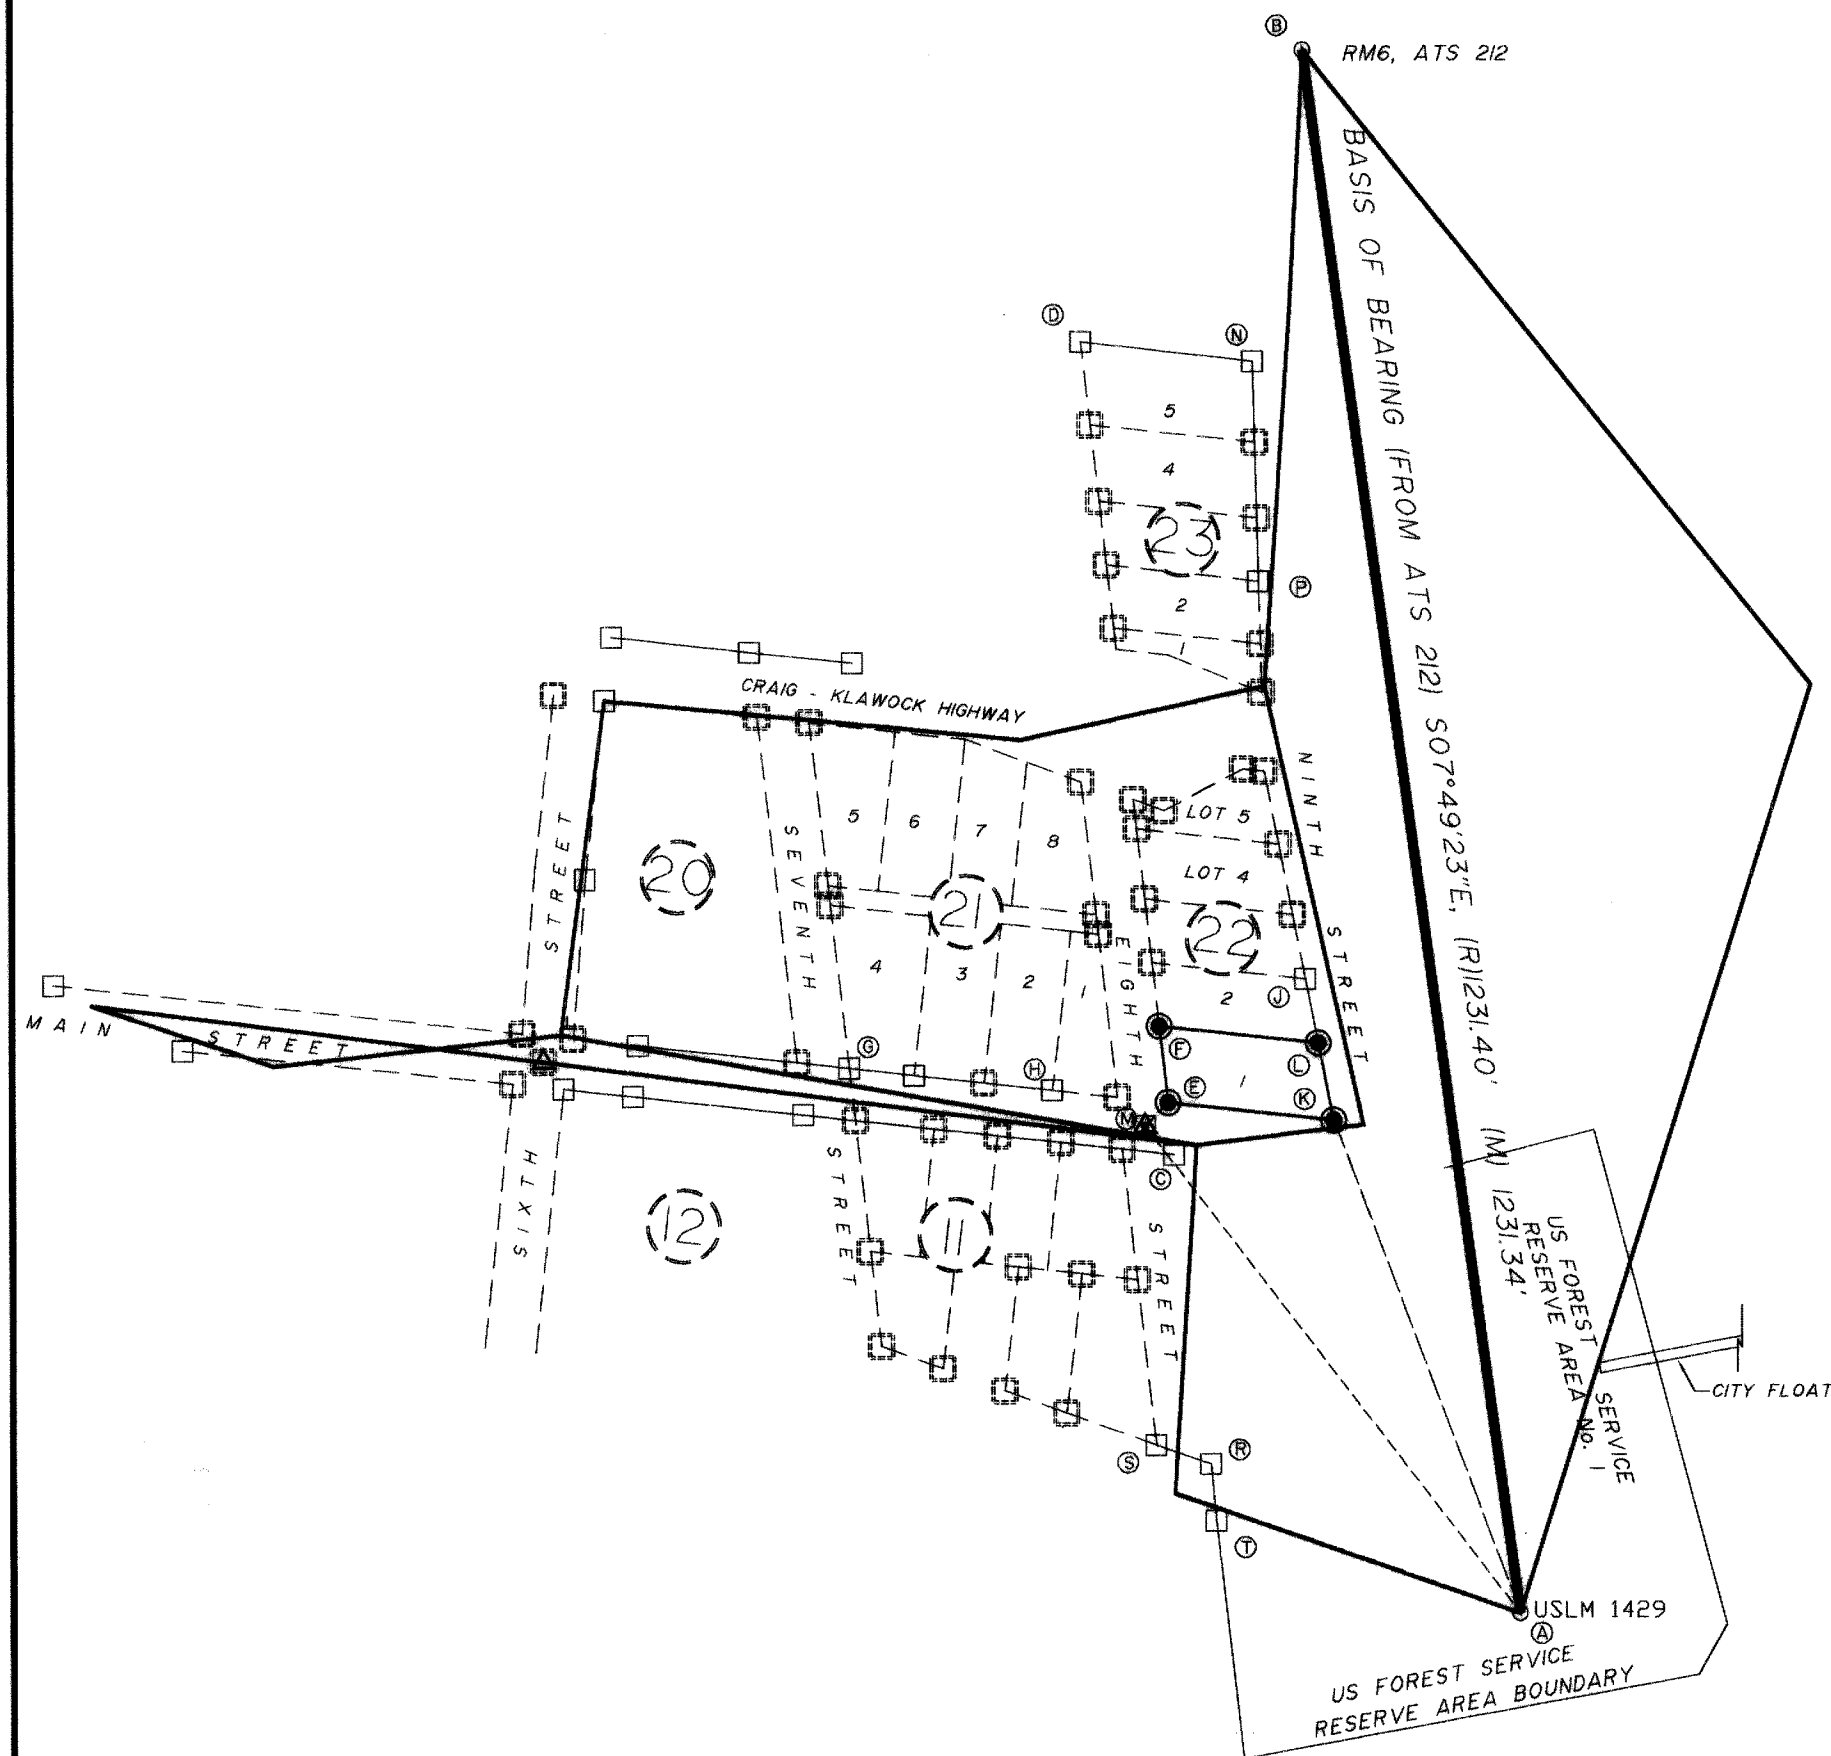 B
RM6, ATS 212
BASIS OF BEARING (FROM ATS 212) S07°49'23"E, (R)1231.40' (M) 1231.34'
D
N
5
4
23
P
2
1
CRAIG - KLAWOCK HIGHWAY
NINTH STREET
5
6
7
8
LOT 5
LOT 4
22
2
J
STREET
20
SEVENTH
21
4
3
2
1
EIGHTH
MAIN STREET
G
H
F
L
E
1
K
M
C
SIXTH
12
STREET
11
STREET
US FOREST SERVICE
RESERVE AREA No. 1
CITY FLOAT
S
R
T
USLM 1429
A
US FOREST SERVICE
RESERVE AREA BOUNDARY